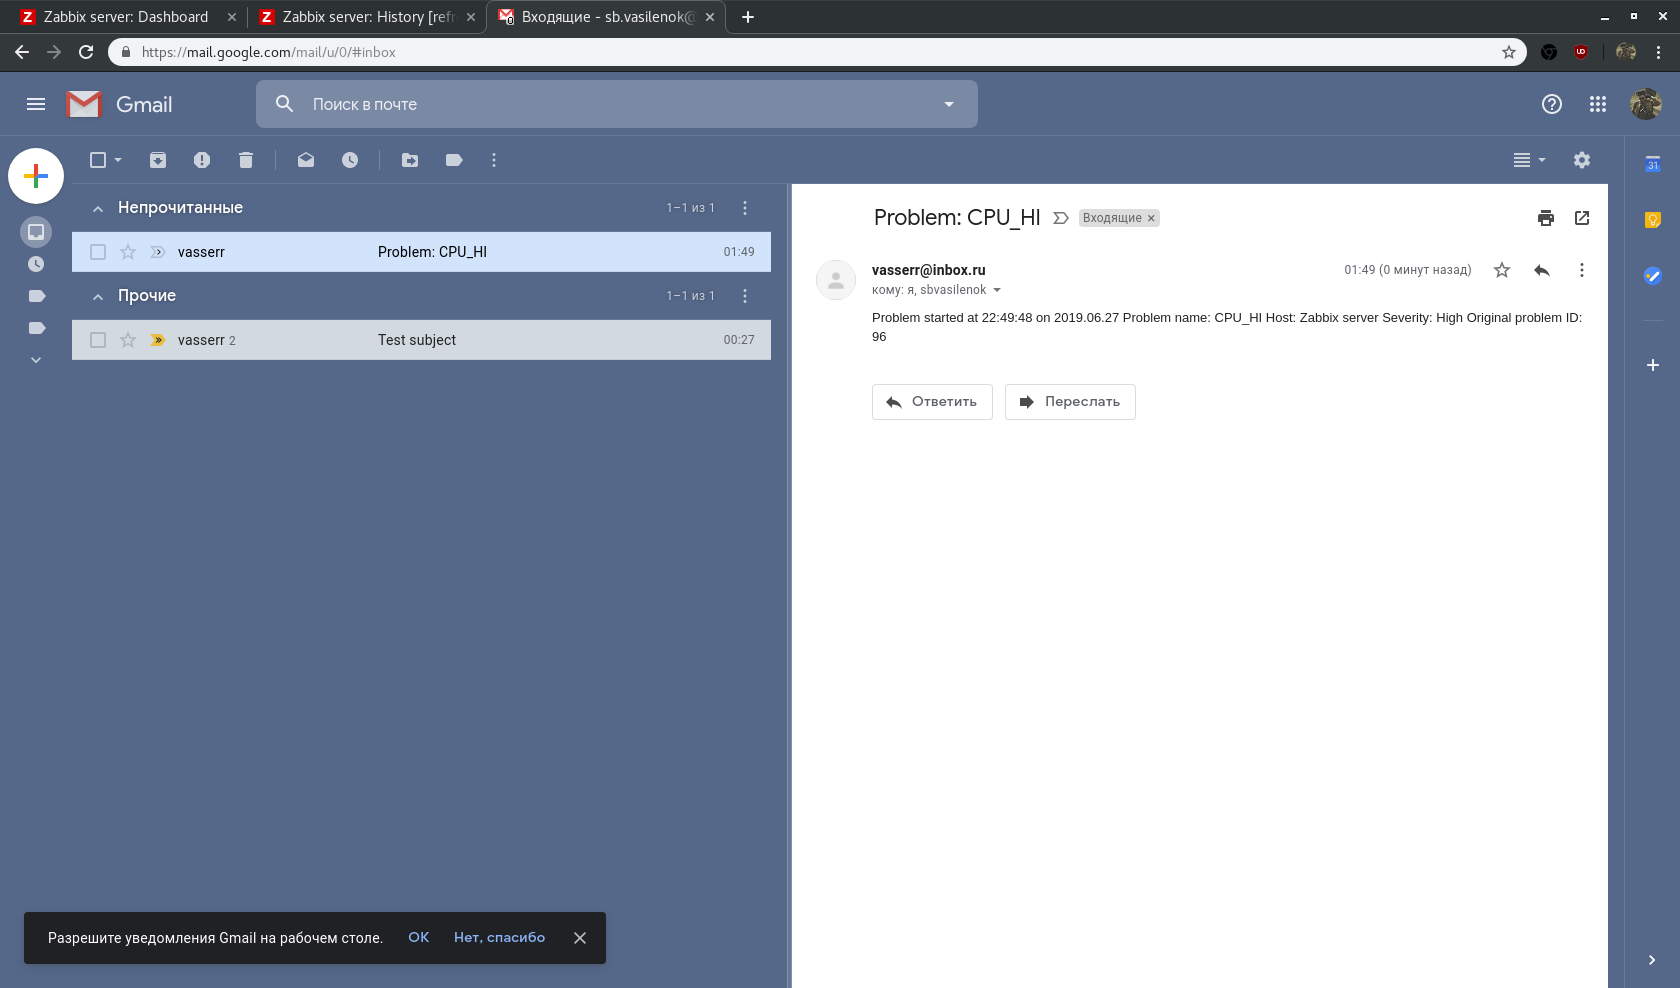 Zabbix server: Dashboard
Zabbix server: History [refr
Входящие - sb.vasilenok@
https://mail.google.com/mail/u/0/#inbox
Gmail
Поиск в почте
31
Непрочитанные
1–1 из 1
vasserr
Problem: CPU_HI
01:49
Прочие
1–1 из 1
vasserr 2
Test subject
00:27
Problem: CPU_HI
Входящие ×
vasserr@inbox.ru
01:49 (0 минут назад)
кому: я, sbvasilenok
Problem started at 22:49:48 on 2019.06.27 Problem name: CPU_HI Host: Zabbix server Severity: High Original problem ID:
96
Ответить
Переслать
Разрешите уведомления Gmail на рабочем столе.
ОК
Нет, спасибо